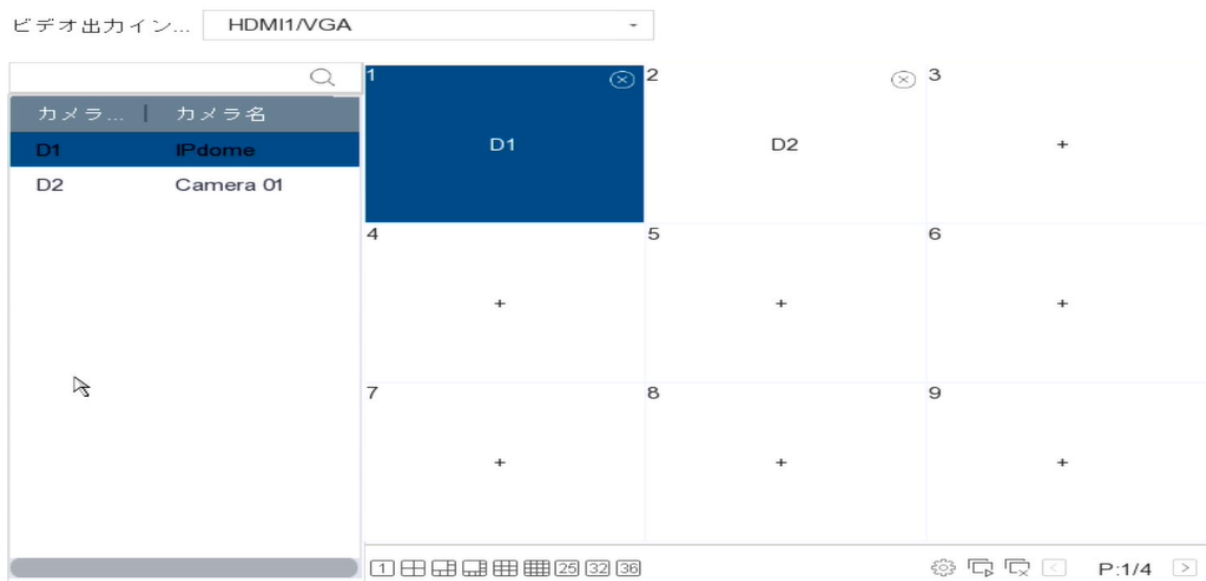 ビデオ出力イン... HDMI1/VGA
カメラ... カメラ名
D1 IPdome
D2 Camera 01
1 2 3
D1 D2 +
4 5 6
+ + +
7 8 9
+ + +
1 25 32 36 P:1/4